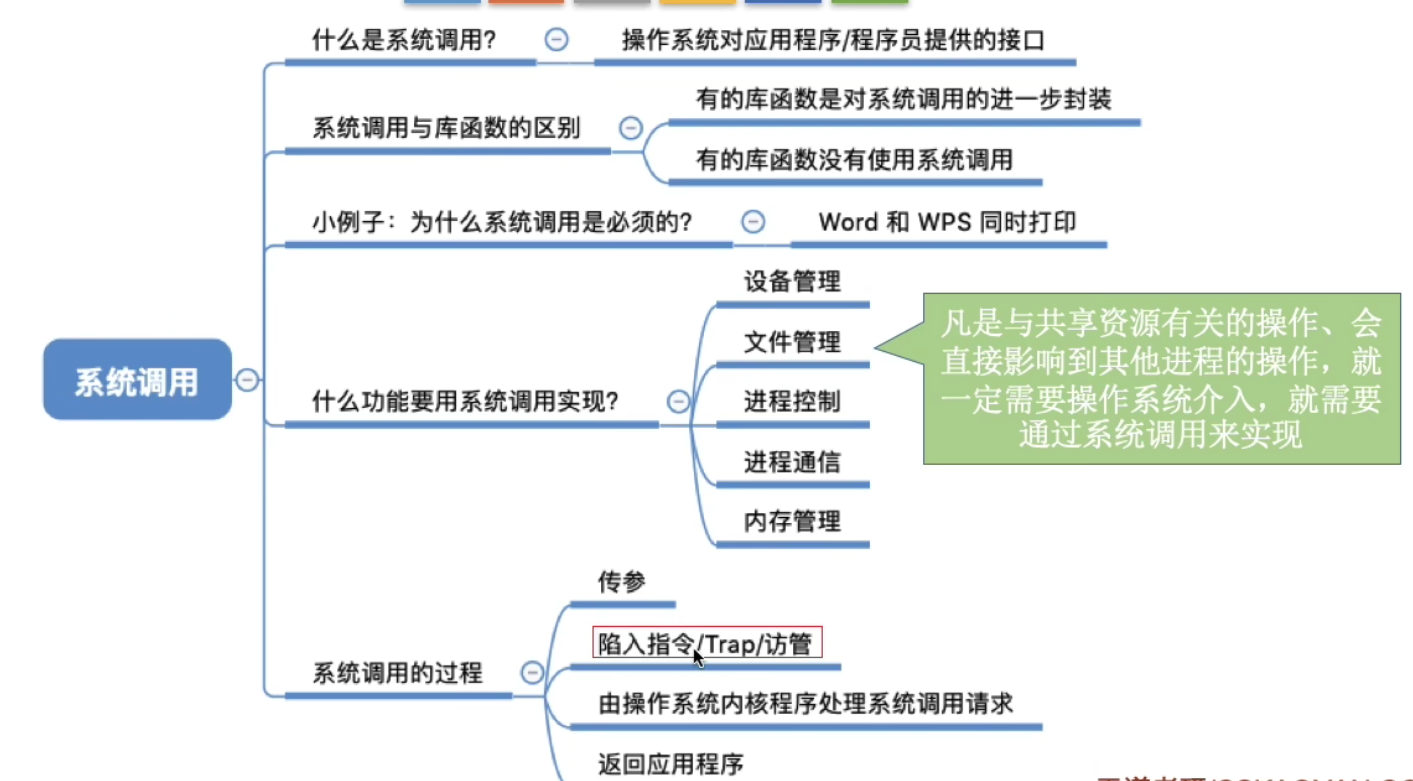 什么是系统调用?
操作系统对应用程序/程序员提供的接口
系统调用与库函数的区别
有的库函数是对系统调用的进一步封装
有的库函数没有使用系统调用
小例子：为什么系统调用是必须的?
Word 和 WPS 同时打印
系统调用
什么功能要用系统调用实现?
设备管理
文件管理
进程控制
进程通信
内存管理
凡是与共享资源有关的操作、会
直接影响到其他进程的操作，就
一定需要操作系统介入，就需要
通过系统调用来实现
系统调用的过程
传参
陷入指令/Trap/访管
由操作系统内核程序处理系统调用请求
返回应用程序